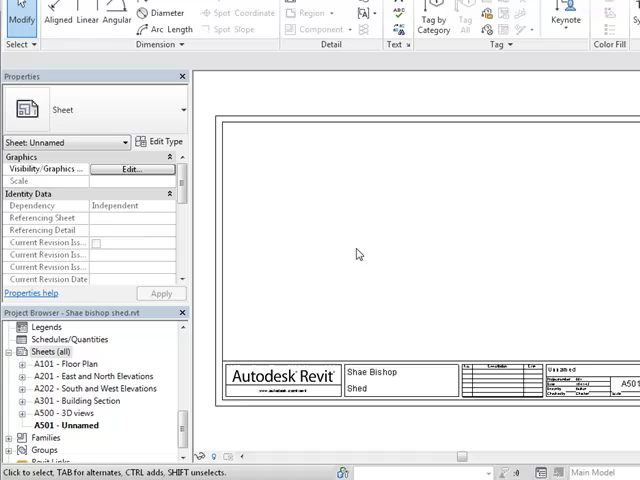 Modify
Aligned
Linear
Angular
Diameter
Arc Length
Spot Coordinate
Spot Slope
Region
Component
Tag by
Category
Tag
All
Keynote
Select
Dimension
Detail
Text
Tag
Color Fill
Properties
Sheet
Sheet: Unnamed
Edit Type
Graphics
Visibility/Graphics ...
Edit...
Scale
Identity Data
Dependency
Independent
Referencing Sheet
Referencing Detail
Current Revision Iss...
Current Revision Iss...
Current Revision Iss...
Current Revision Date
Properties help
Apply
Project Browser - Shae bishop shed.rvt
Legends
Schedules/Quantities
Sheets (all)
A101 - Floor Plan
A201 - East and North Elevations
A202 - South and West Elevations
A301 - Building Section
A500 - 3D views
A501 - Unnamed
Families
Groups
Revit Links
Autodesk Revit
Shae Bishop
Shed
Unnamed
A501
Click to select, TAB for alternates, CTRL adds, SHIFT unselects.
:0
Main Model